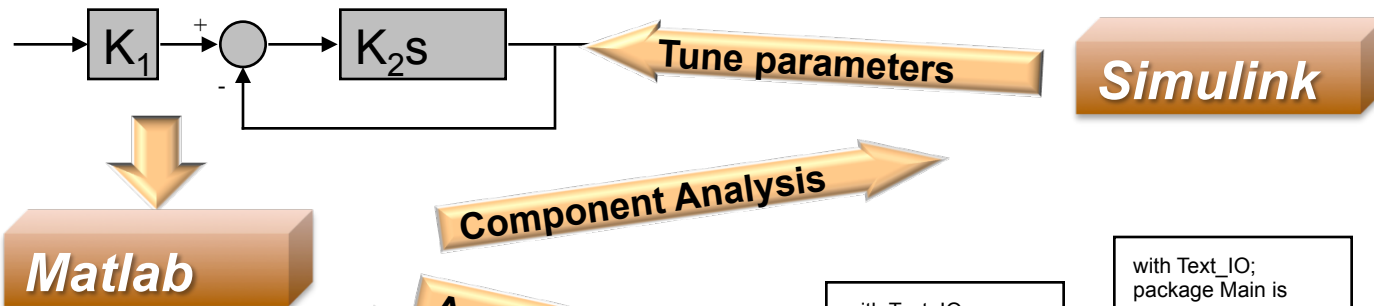 K1
+
-
K2s
Tune parameters
Simulink
Component Analysis
Matlab
with Text_IO;
package Main is